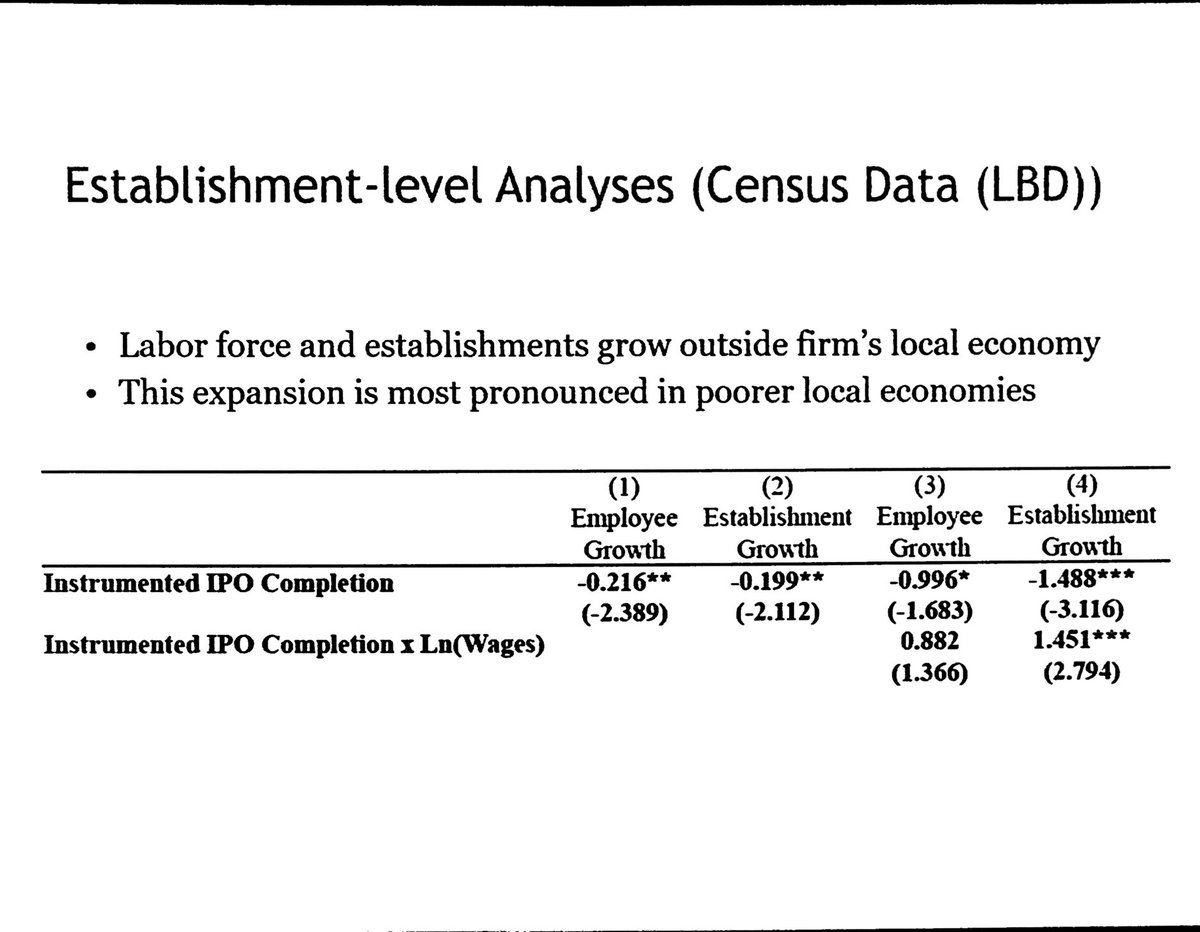 Establishment-level Analyses (Census Data (LBD))
• Labor force and establishments grow outside firm's local economy
• This expansion is most pronounced in poorer local economies
(1) (2) (3) (4)
Employee Establishment Employee Establishment
Growth Growth Growth Growth
Instrumented IPO Completion -0.216** -0.199** -0.996* -1.488***
(-2.389) (-2.112) (-1.683) (-3.116)
Instrumented IPO Completion x Ln(Wages) 0.882 1.451***
(1.366) (2.794)